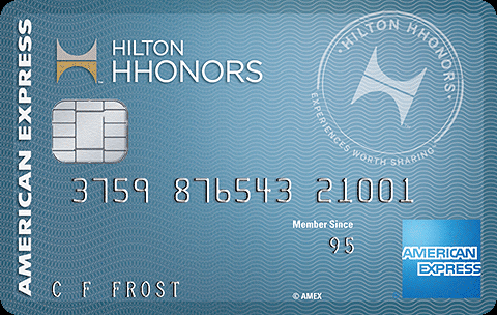 AMERICAN EXPRESS
HILTON
HHONORS
HILTON HHONORS
EXPERIENCES WORTH SHARING
3759 876543 21001
Member Since
95
AMERICAN
EXPRESS
C F FROST
© AMEX